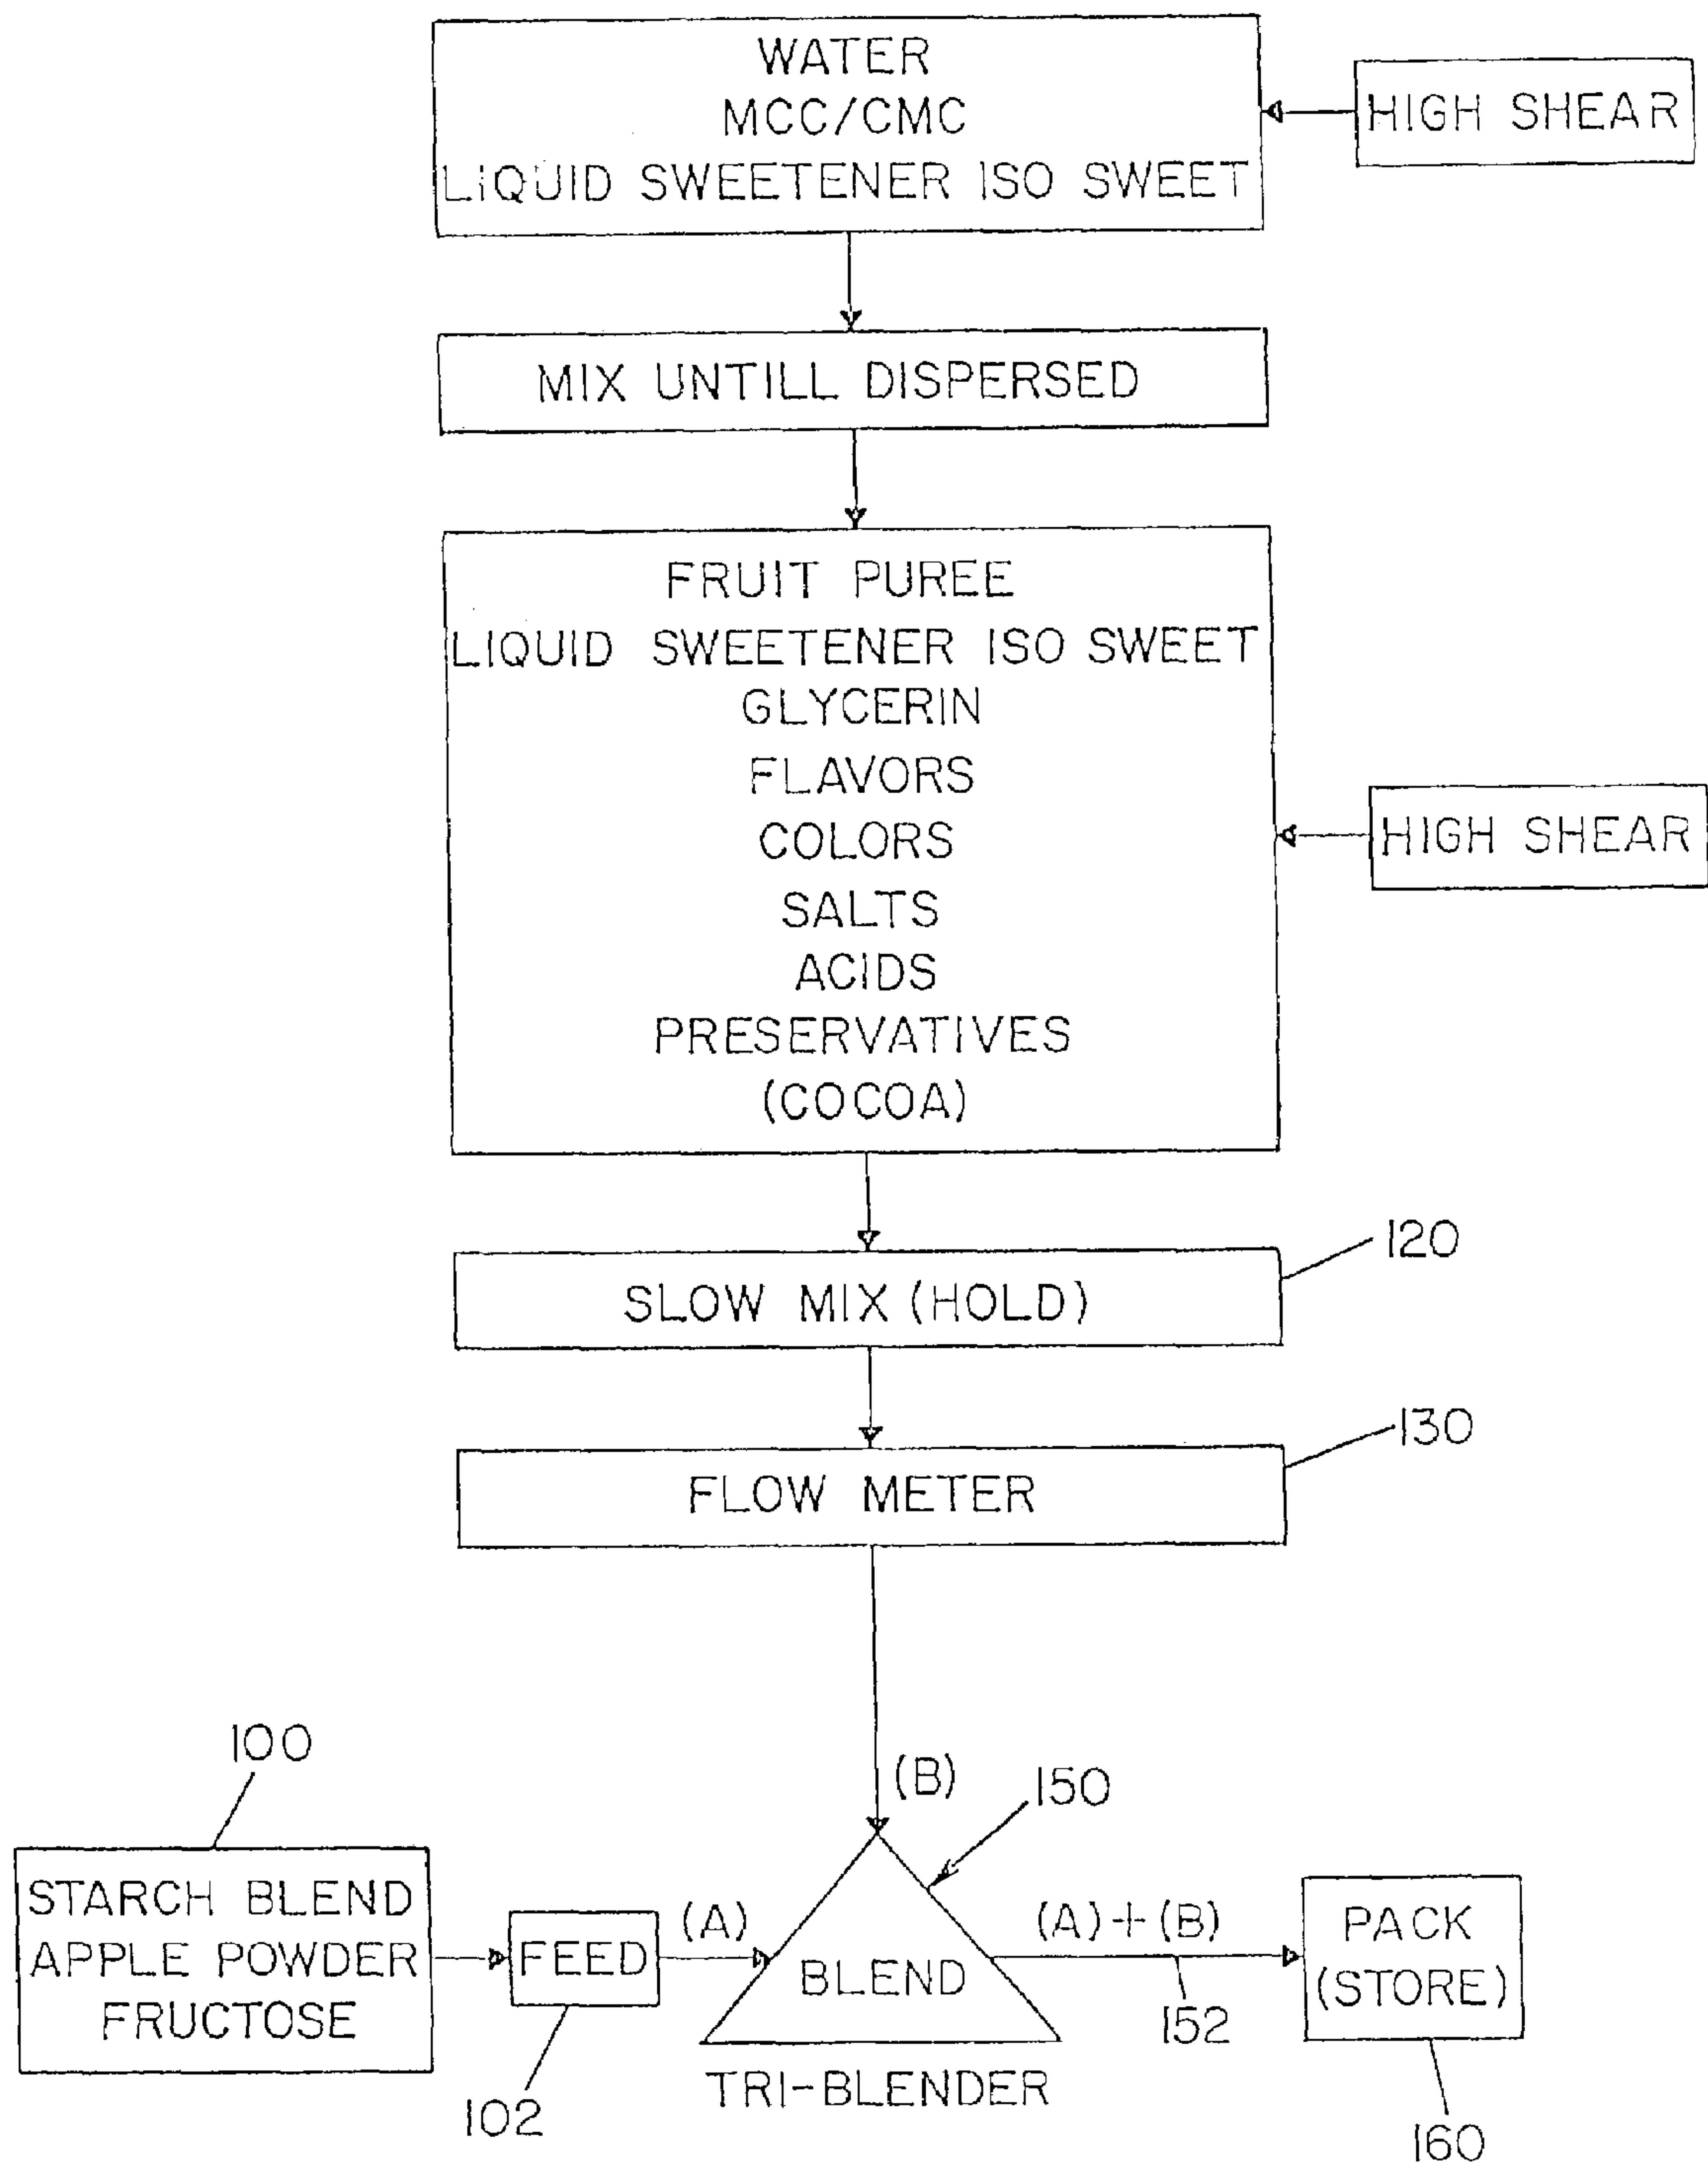 WATER
MCC/CMC
LIQUID SWEETENER ISO SWEET
HIGH SHEAR
MIX UNTILL DISPERSED
FRUIT PUREE
LIQUID SWEETENER ISO SWEET
GLYCERIN
FLAVORS
COLORS
SALTS
ACIDS
PRESERVATIVES
(COCOA)
HIGH SHEAR
120
SLOW MIX (HOLD)
130
FLOW METER
100
(B)
150
STARCH BLEND
APPLE POWDER
FRUCTOSE
FEED
(A)
BLEND
(A)+(B)
PACK
(STORE)
152
TRI-BLENDER
102
160